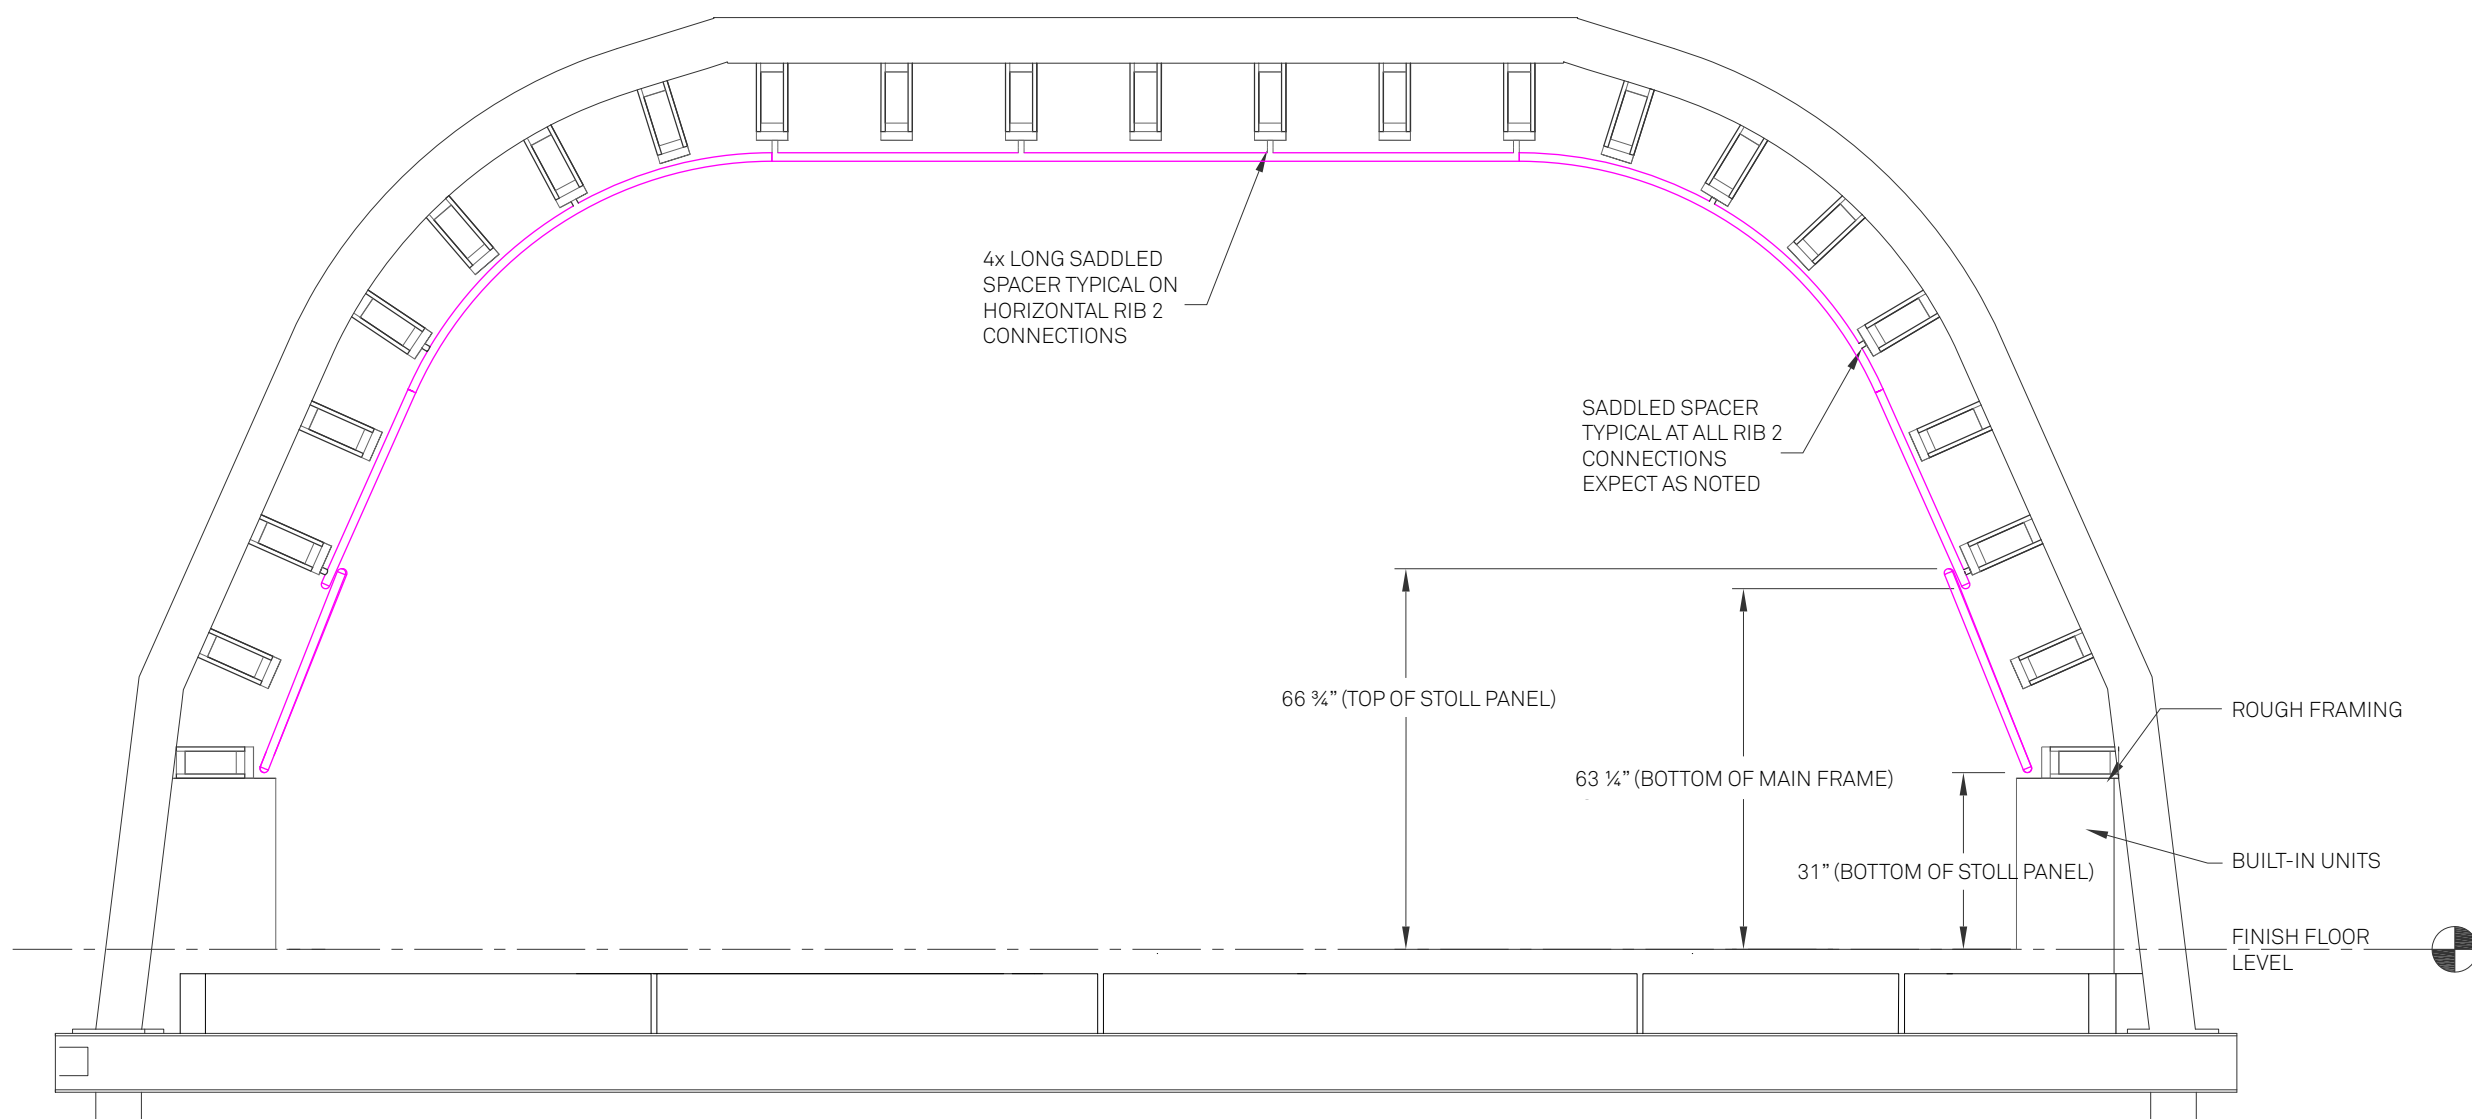 4x LONG SADDLED
SPACER TYPICAL ON
HORIZONTAL RIB 2
CONNECTIONS
SADDLED SPACER
TYPICAL AT ALL RIB 2
CONNECTIONS
EXPECT AS NOTED
66 ¾” (TOP OF STOLL PANEL)
ROUGH FRAMING
63 ¼” (BOTTOM OF MAIN FRAME)
31” (BOTTOM OF STOLL PANEL)
BUILT-IN UNITS
FINISH FLOOR
LEVEL